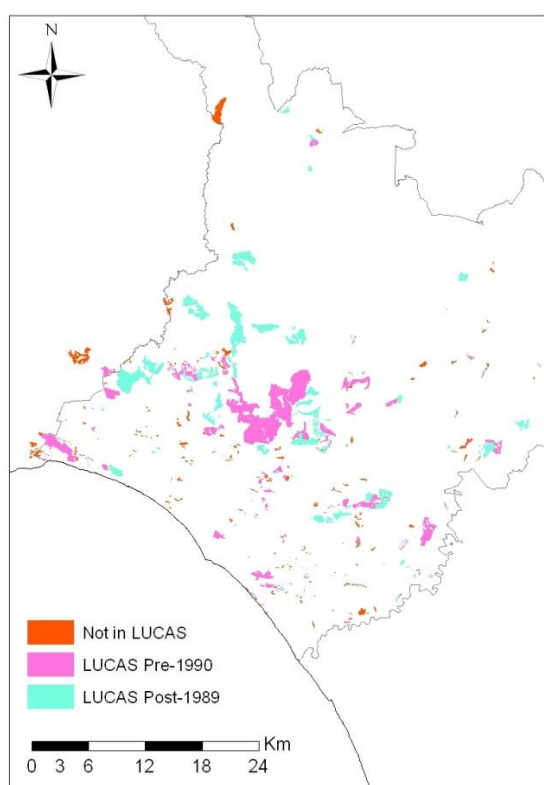 N
Not in LUCAS
LUCAS Pre-1990
LUCAS Post-1989
Km
0 3 6 12 18 24